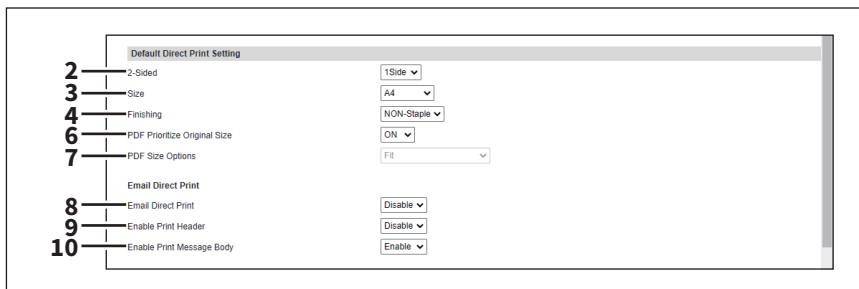 Default Direct Print Setting
2 2-Sided 1Side
3 Size A4
4 Finishing NON-Staple
6 PDF Prioritize Original Size ON
7 PDF Size Options Fit
Email Direct Print
8 Email Direct Print Disable
9 Enable Print Header Disable
10 Enable Print Message Body Enable